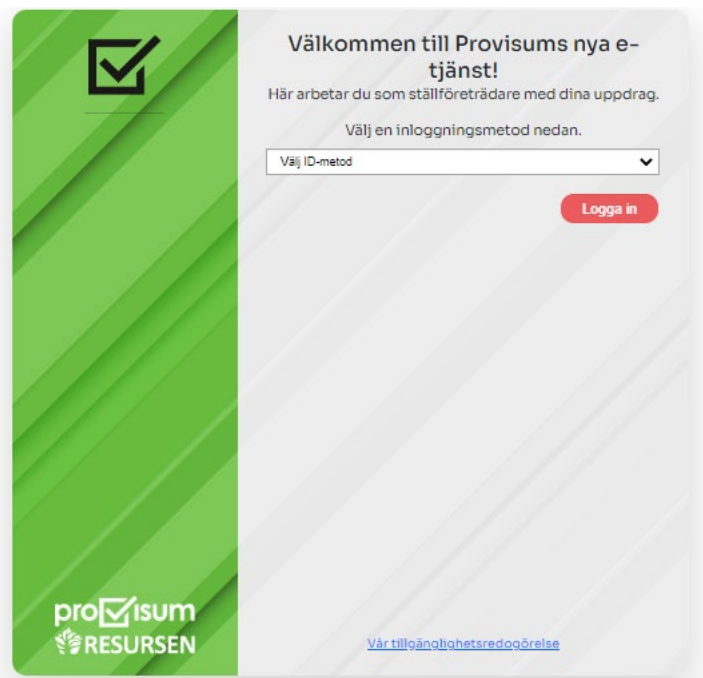 Välkommen till Provisums nya e-
tjänst!
Här arbetar du som ställföreträdare med dina uppdrag.
Välj en inloggningsmetod nedan.
Välj ID-metod
Logga in
provisum
RESURSEN
Vår tillgänglighetsredogörelse